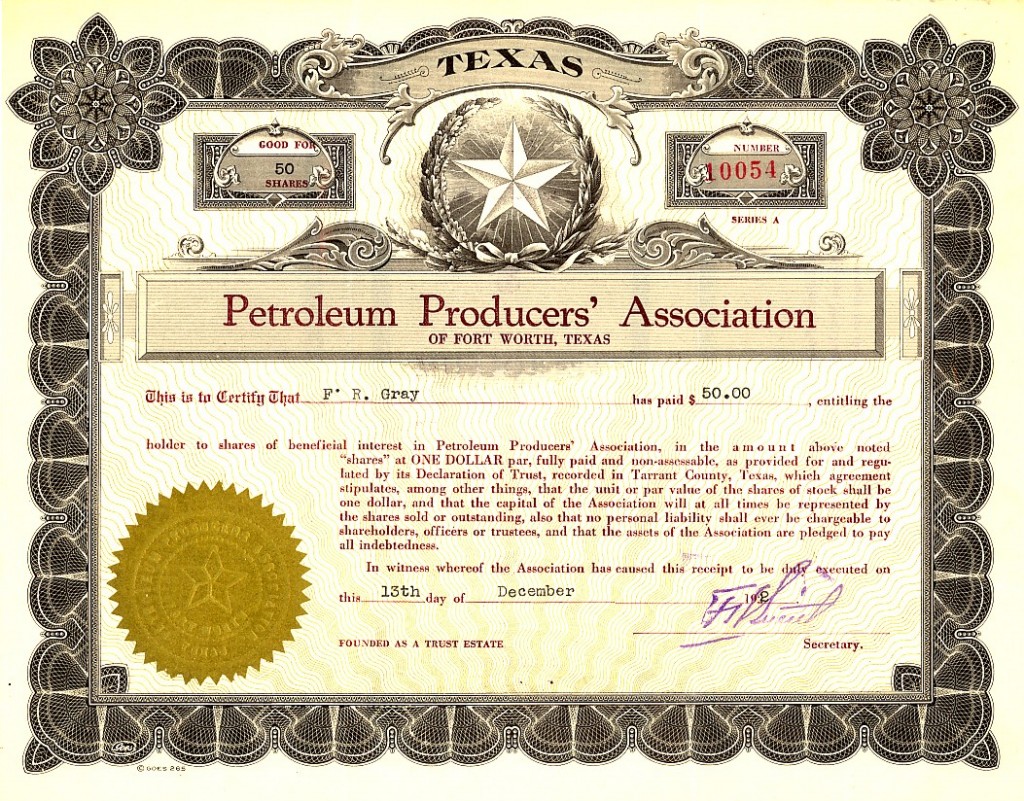 TEXAS
GOOD FOR
50
SHARES
NUMBER
10054
SERIES A
Petroleum Producers' Association
OF FORT WORTH, TEXAS
This is to Certify That F. R. Gray has paid $ 50.00, entitling the
holder to shares of beneficial interest in Petroleum Producers' Association, in the amount above noted
"shares" at ONE DOLLAR par, fully paid and non-assessable, as provided for and regu-
lated by its Declaration of Trust, recorded in Tarrant County, Texas, which agreement
stipulates, among other things, that the unit or par value of the shares of stock shall be
one dollar, and that the capital of the Association will at all times be represented by
the shares sold or outstanding, also that no personal liability shall ever be chargeable to
shareholders, officers or trustees, and that the assets of the Association are pledged to pay
all indebtedness.
In witness whereof the Association has caused this receipt to be duly executed on
this 13th day of December 192
FOUNDED AS A TRUST ESTATE
Secretary.
Goes
© GOES 265